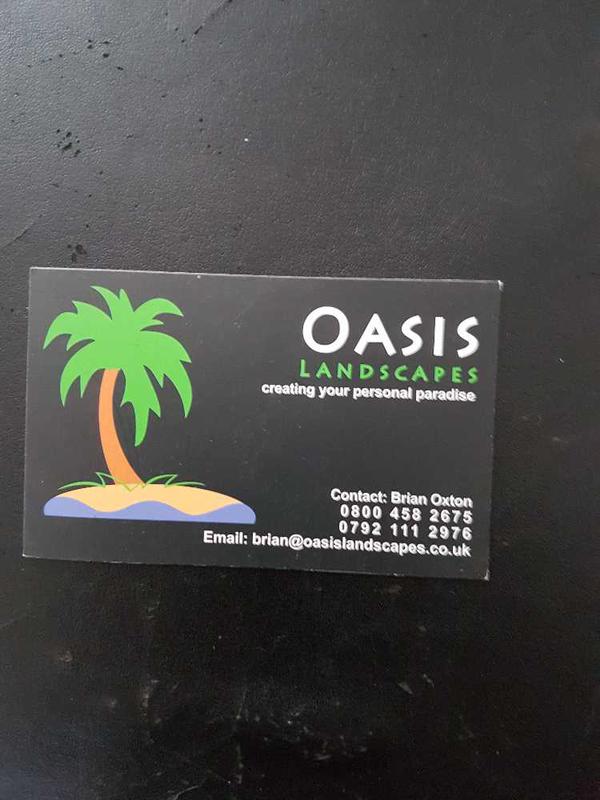 OASIS
LANDSCAPES
creating your personal paradise
Contact: Brian Oxton
0800 458 2675
0792 111 2976
Email: brian@oasislandscapes.co.uk